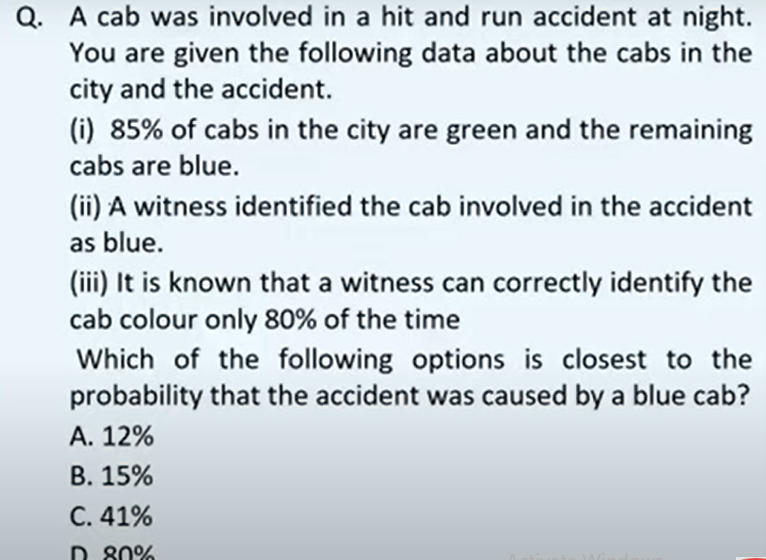 Q. A cab was involved in a hit and run accident at night.
You are given the following data about the cabs in the
city and the accident.
(i) 85% of cabs in the city are green and the remaining
cabs are blue.
(ii) A witness identified the cab involved in the accident
as blue.
(iii) It is known that a witness can correctly identify the
cab colour only 80% of the time
Which of the following options is closest to the
probability that the accident was caused by a blue cab?
A. 12%
B. 15%
C. 41%
D. 80%
Activate Windows